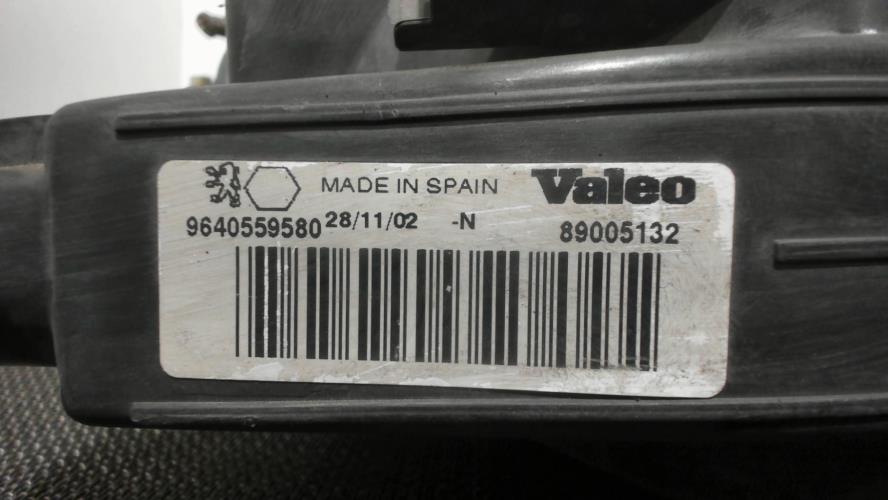 MADE IN SPAIN Valeo
9640559580 28/11/02 -N 89005132